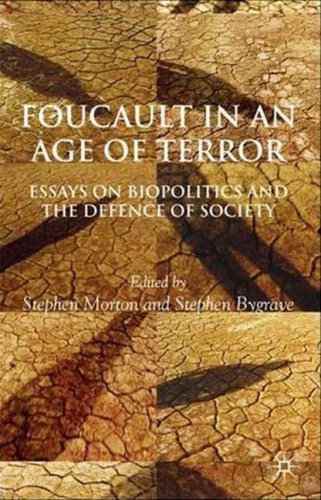 FOUCAULT IN AN
AGE OF TERROR
ESSAYS ON BIOPOLITICS AND
THE DEFENCE OF SOCIETY
Edited by
Stephen Morton and Stephen Bygrave